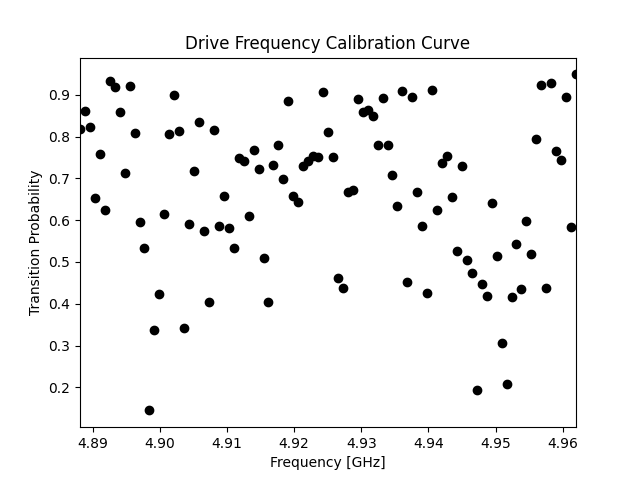 Drive Frequency Calibration Curve
Transition Probability
0.9
0.8
0.7
0.6
0.5
0.4
0.3
0.2
4.89 4.90 4.91 4.92 4.93 4.94 4.95 4.96
Frequency [GHz]